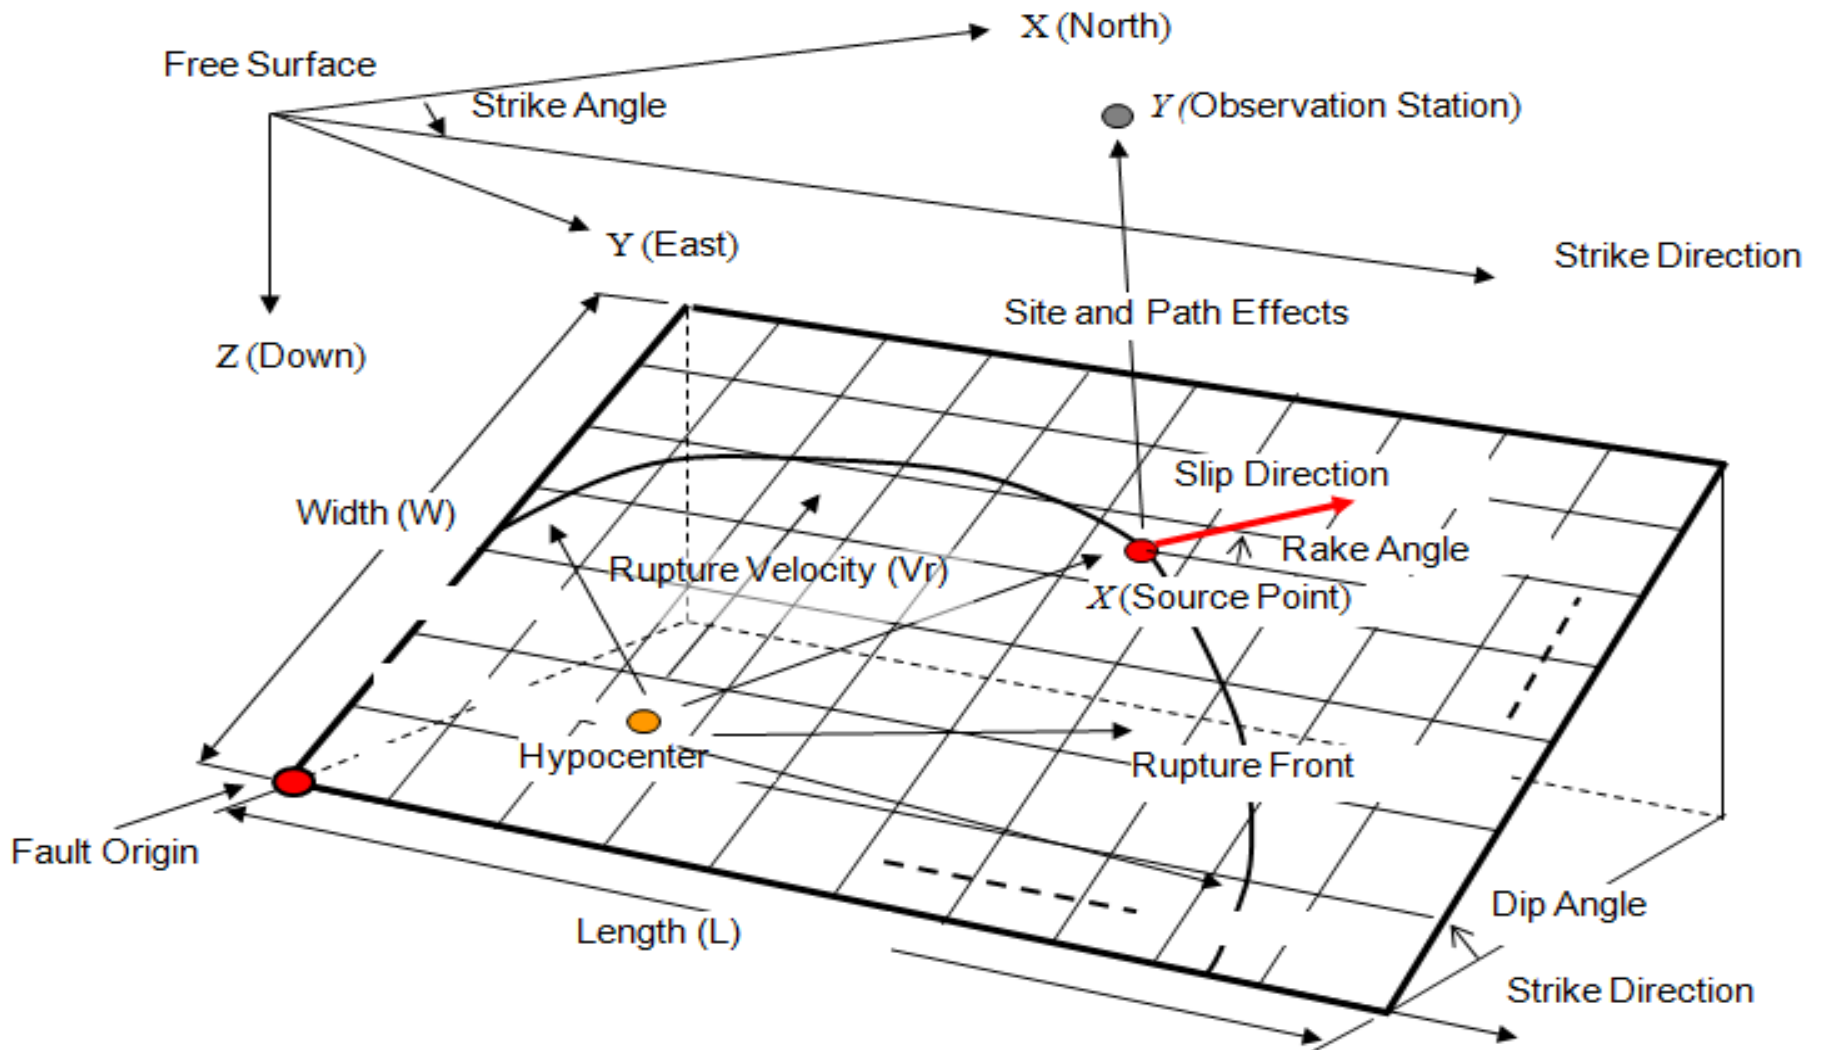 X (North)
Free Surface
Strike Angle
Y (Observation Station)
Y (East)
Strike Direction
Site and Path Effects
Z (Down)
Slip Direction
Width (W)
Rake Angle
Rupture Velocity (Vr)
X (Source Point)
Hypocenter
Rupture Front
Fault Origin
Dip Angle
Length (L)
Strike Direction